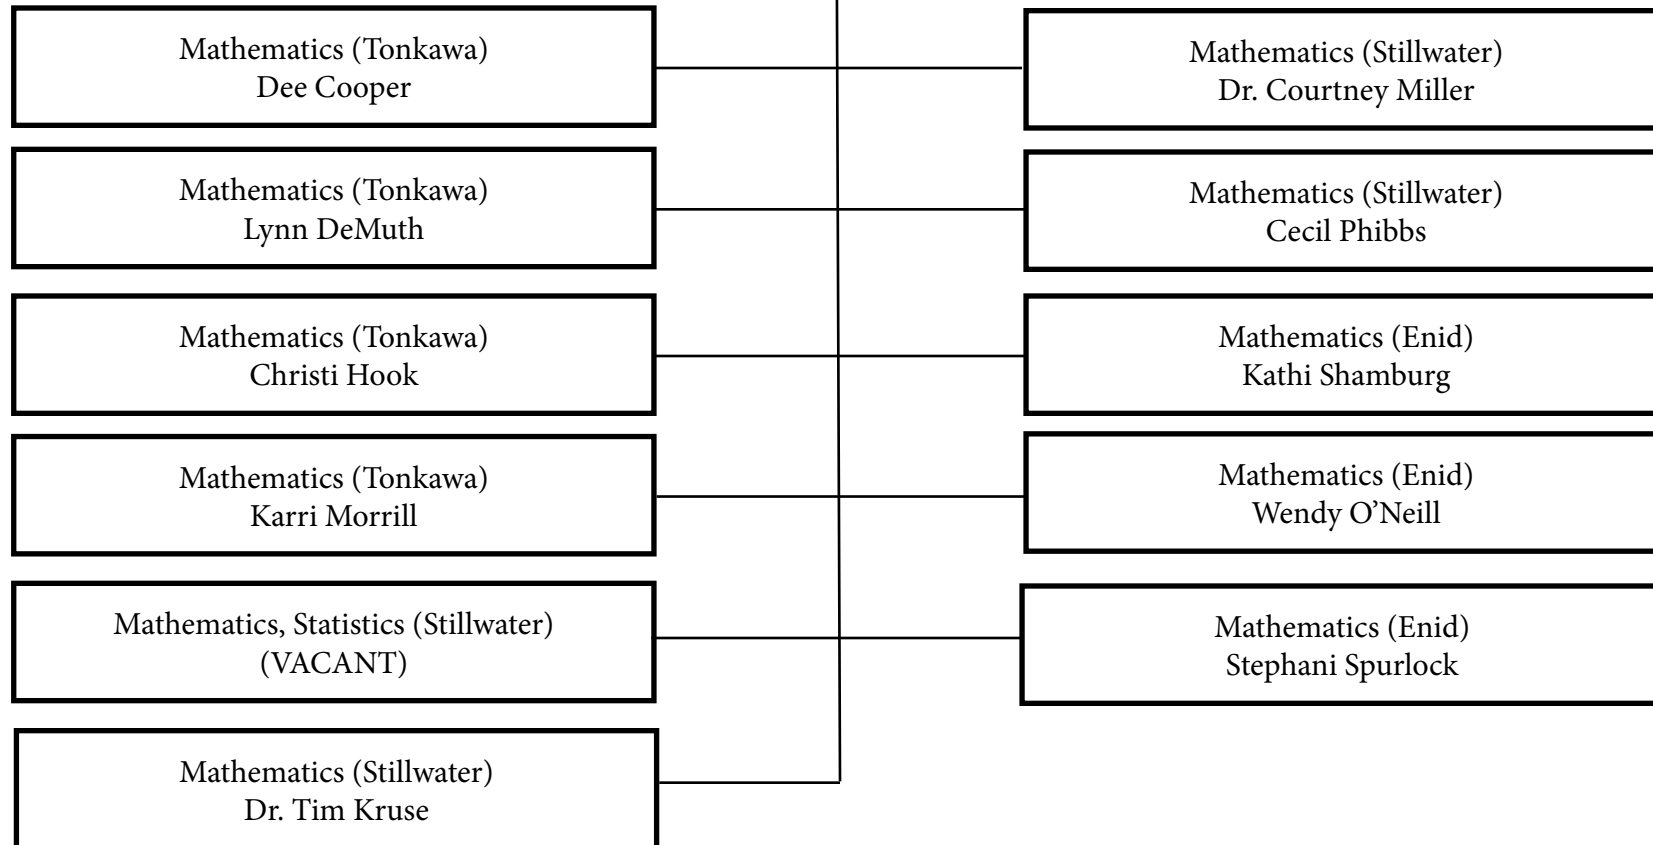 Mathematics (Tonkawa)
Dee Cooper
Mathematics (Stillwater)
Dr. Courtney Miller
Mathematics (Tonkawa)
Lynn DeMuth
Mathematics (Stillwater)
Cecil Phibbs
Mathematics (Tonkawa)
Christi Hook
Mathematics (Enid)
Kathi Shamburg
Mathematics (Tonkawa)
Karri Morrill
Mathematics (Enid)
Wendy O’Neill
Mathematics, Statistics (Stillwater)
(VACANT)
Mathematics (Enid)
Stephani Spurlock
Mathematics (Stillwater)
Dr. Tim Kruse